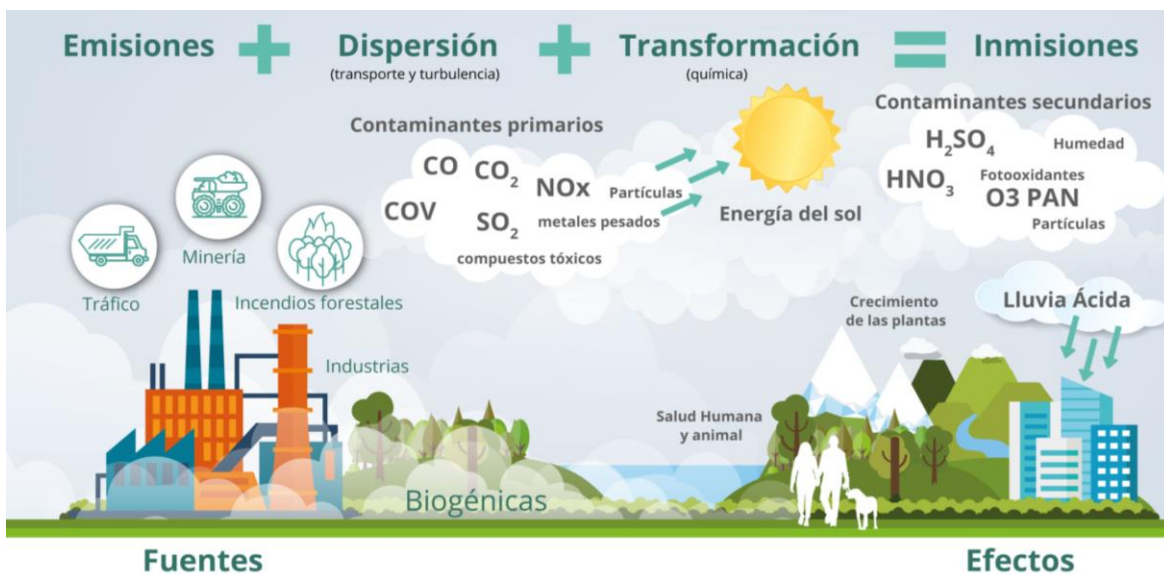 Emisiones + Dispersión + Transformación = Inmisiones
(transporte y turbulencia)
(química)
Contaminantes primarios
CO CO₂ NOx Partículas
COV SO₂ metales pesados
compuestos tóxicos
Energía del sol
Contaminantes secundarios
H₂SO₄ Humedad
HNO₃ Fotooxidantes
O3 PAN
Partículas
Minería
Tráfico
Incendios forestales
Industrias
Biogénicas
Crecimiento
de las plantas
Salud Humana
y animal
Lluvia Ácida
Fuentes
Efectos